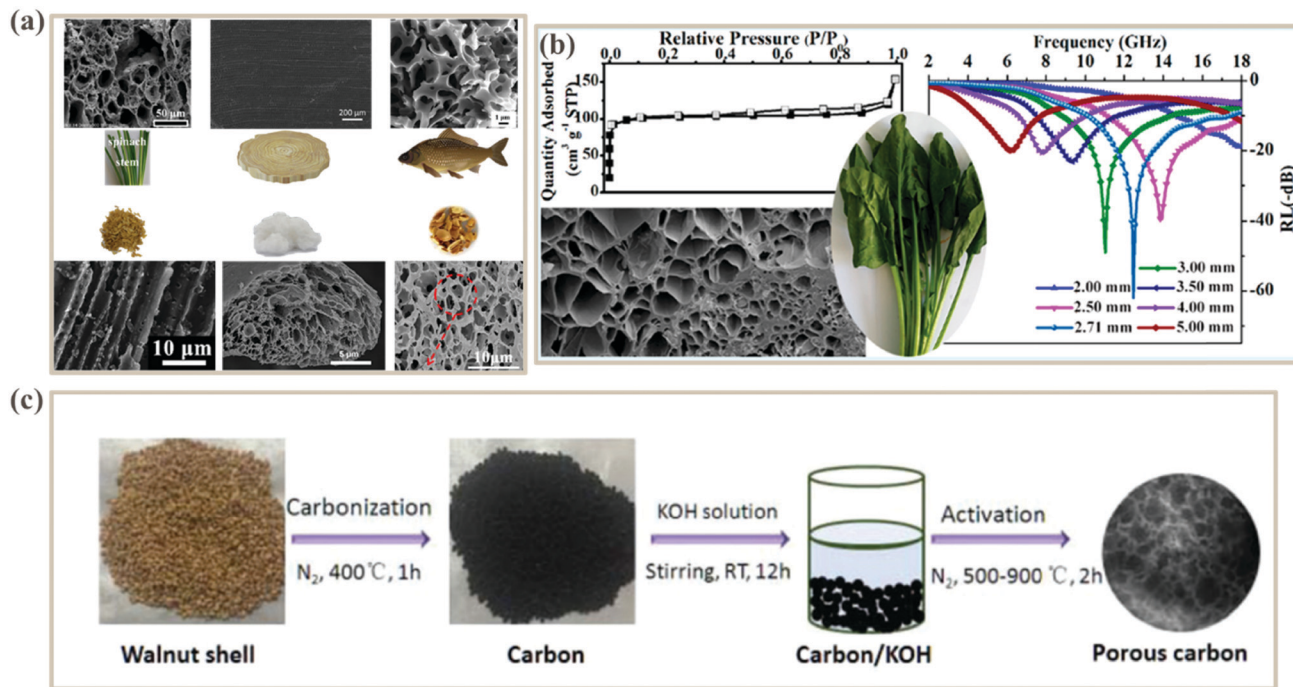 (a)
50 μm
200 μm
1 μm
spinach
stem
10 μm
5 μm
10μm
(b)
Relative Pressure (P/P₀)
0.0 0.2 0.4 0.6 0.8 1.0
Quantity Adsorbed
(cm³ g⁻¹ STP)
150
100
50
0
Frequency (GHz)
2 6 10 14 18
0
-20
-40
-60
RL(-dB)
2.00 mm
2.50 mm
2.71 mm
3.00 mm
3.50 mm
4.00 mm
5.00 mm
(c)
Carbonization
N₂, 400℃, 1h
KOH solution
Stirring, RT, 12h
Activation
N₂, 500-900 ℃, 2h
Walnut shell
Carbon
Carbon/KOH
Porous carbon